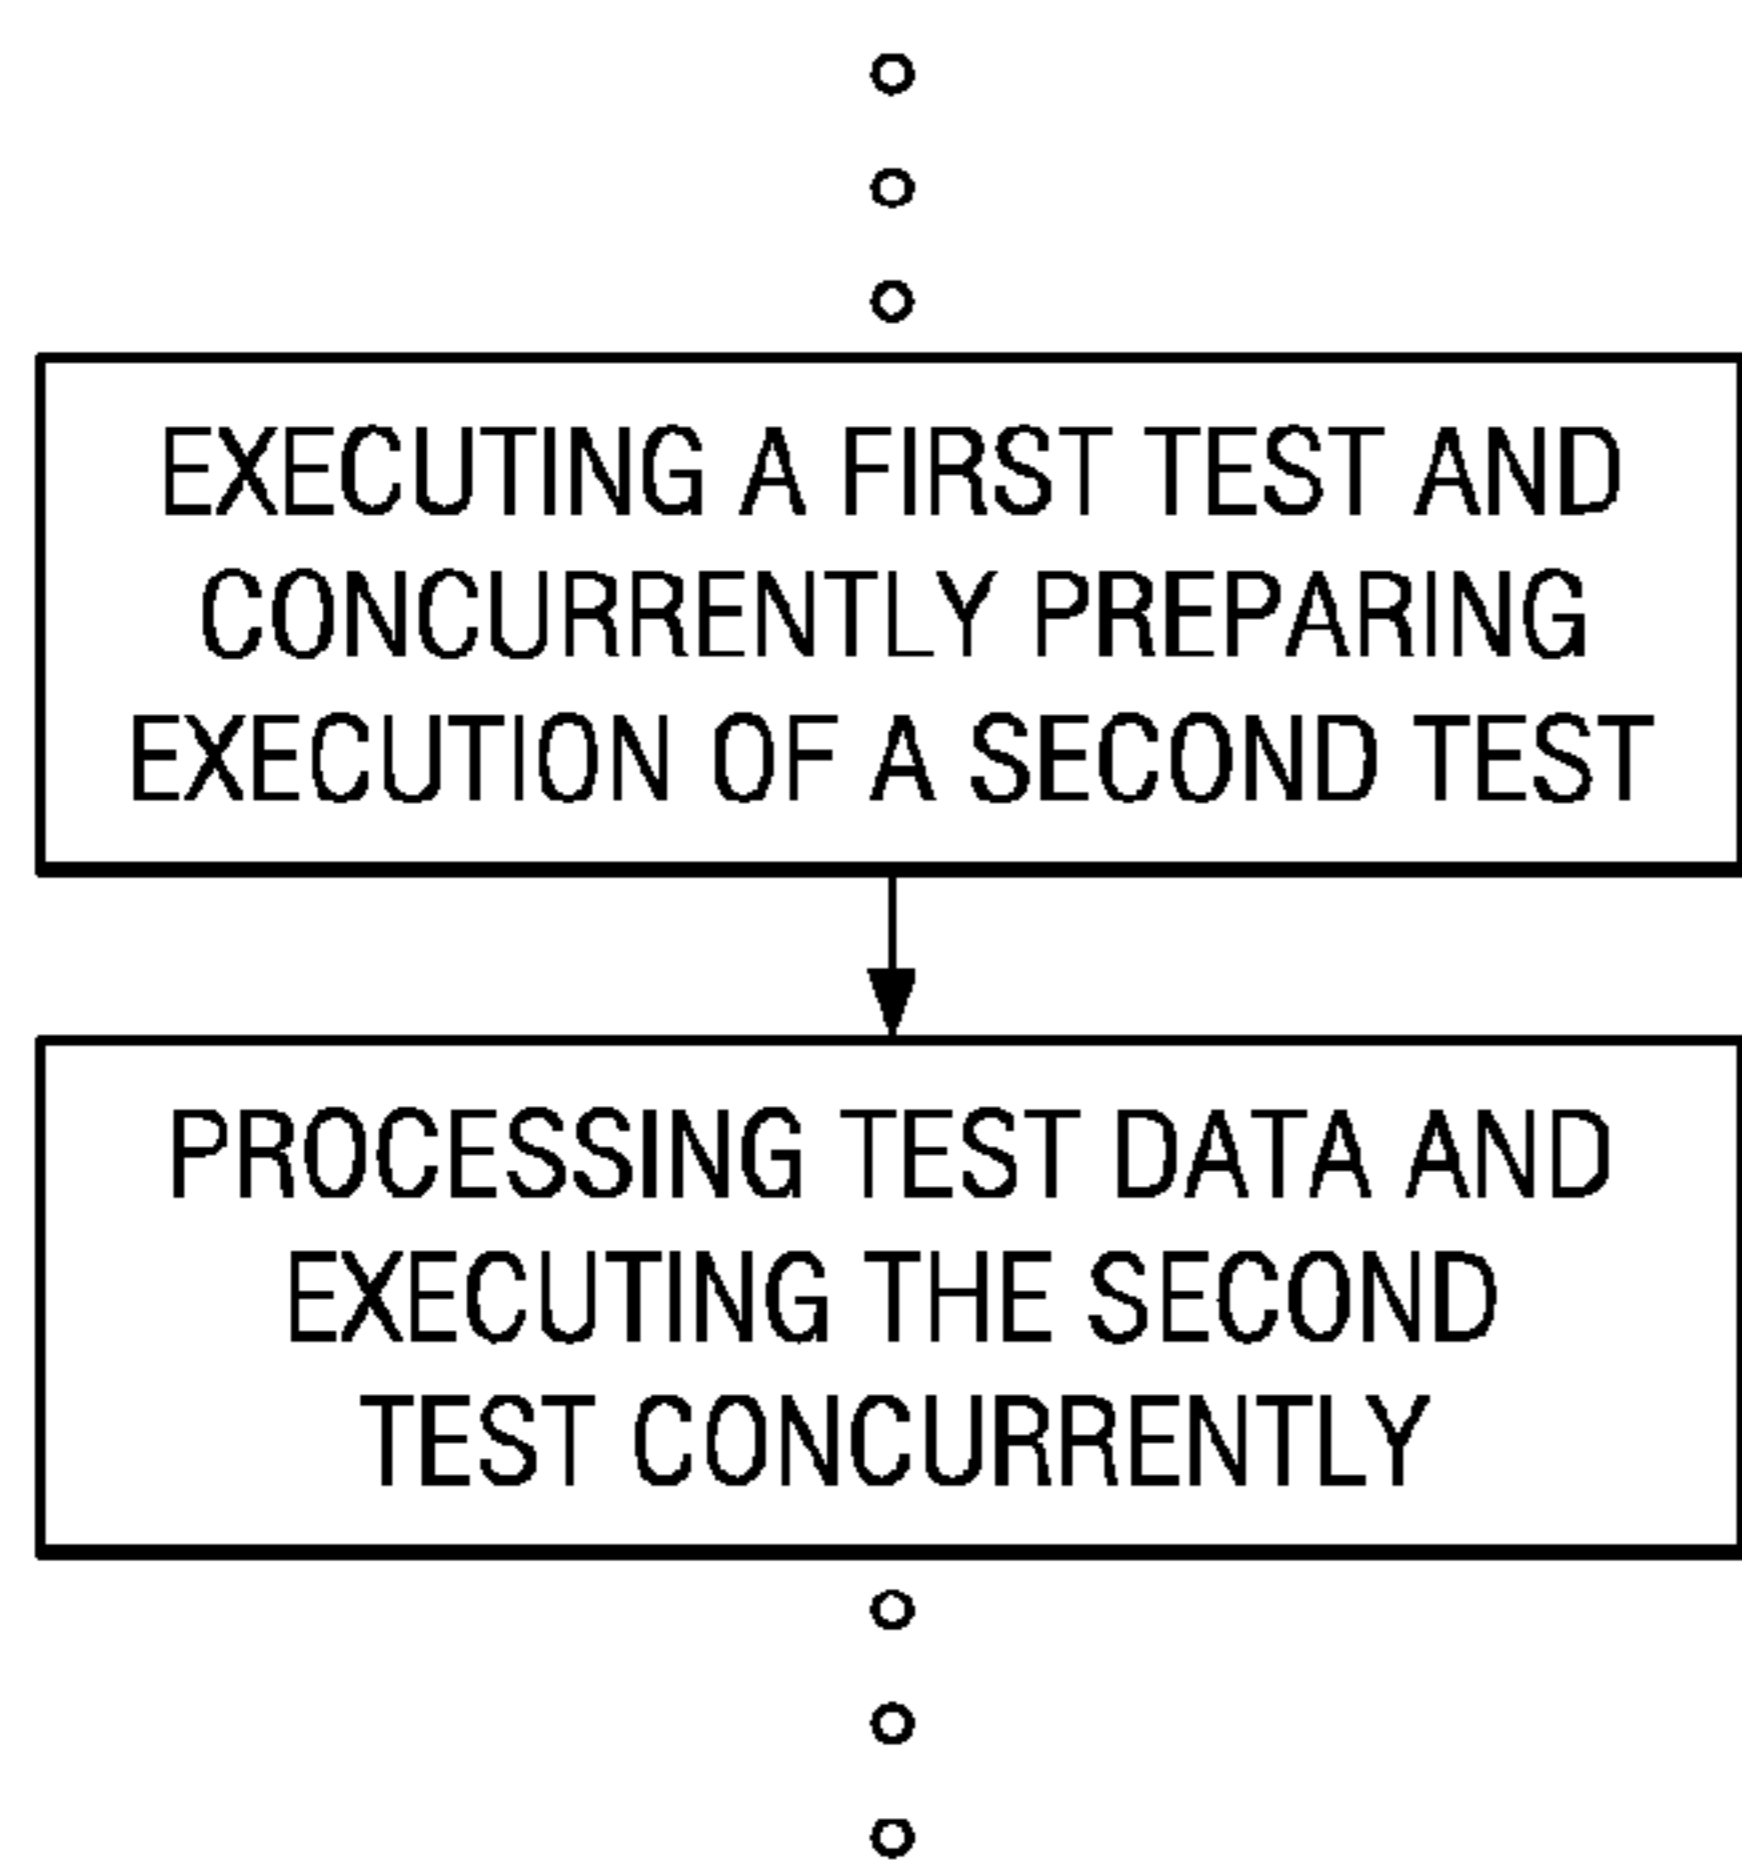 EXECUTING A FIRST TEST AND
CONCURRENTLY PREPARING
EXECUTION OF A SECOND TEST
PROCESSING TEST DATA AND
EXECUTING THE SECOND
TEST CONCURRENTLY